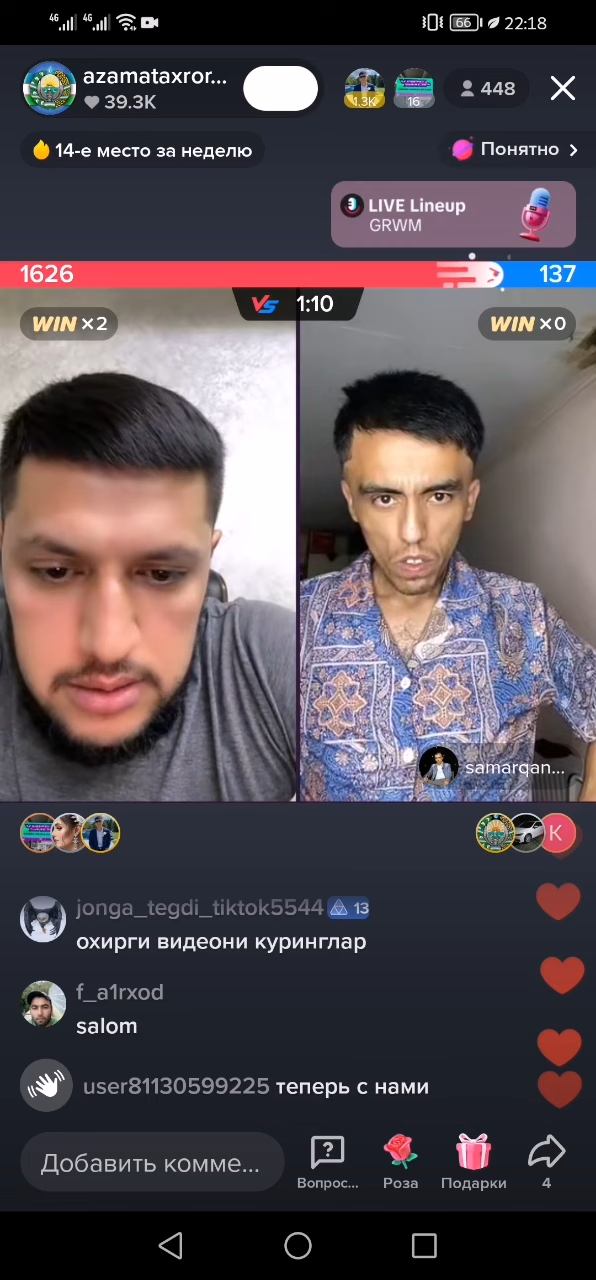 4G 4G 66 22:18
azamataxror...
39.3K
1.3K
16
448
14-е место за неделю
Понятно
LIVE Lineup
GRWM
1626
137
VS 1:10
WIN ×2
WIN ×0
samarqan...
K
jonga_tegdi_tiktok5544 13
охирги видеони куринглар
f_a1rxod
salom
user81130599225 теперь с нами
Добавить комме...
Вопрос...
Роза
Подарки
4